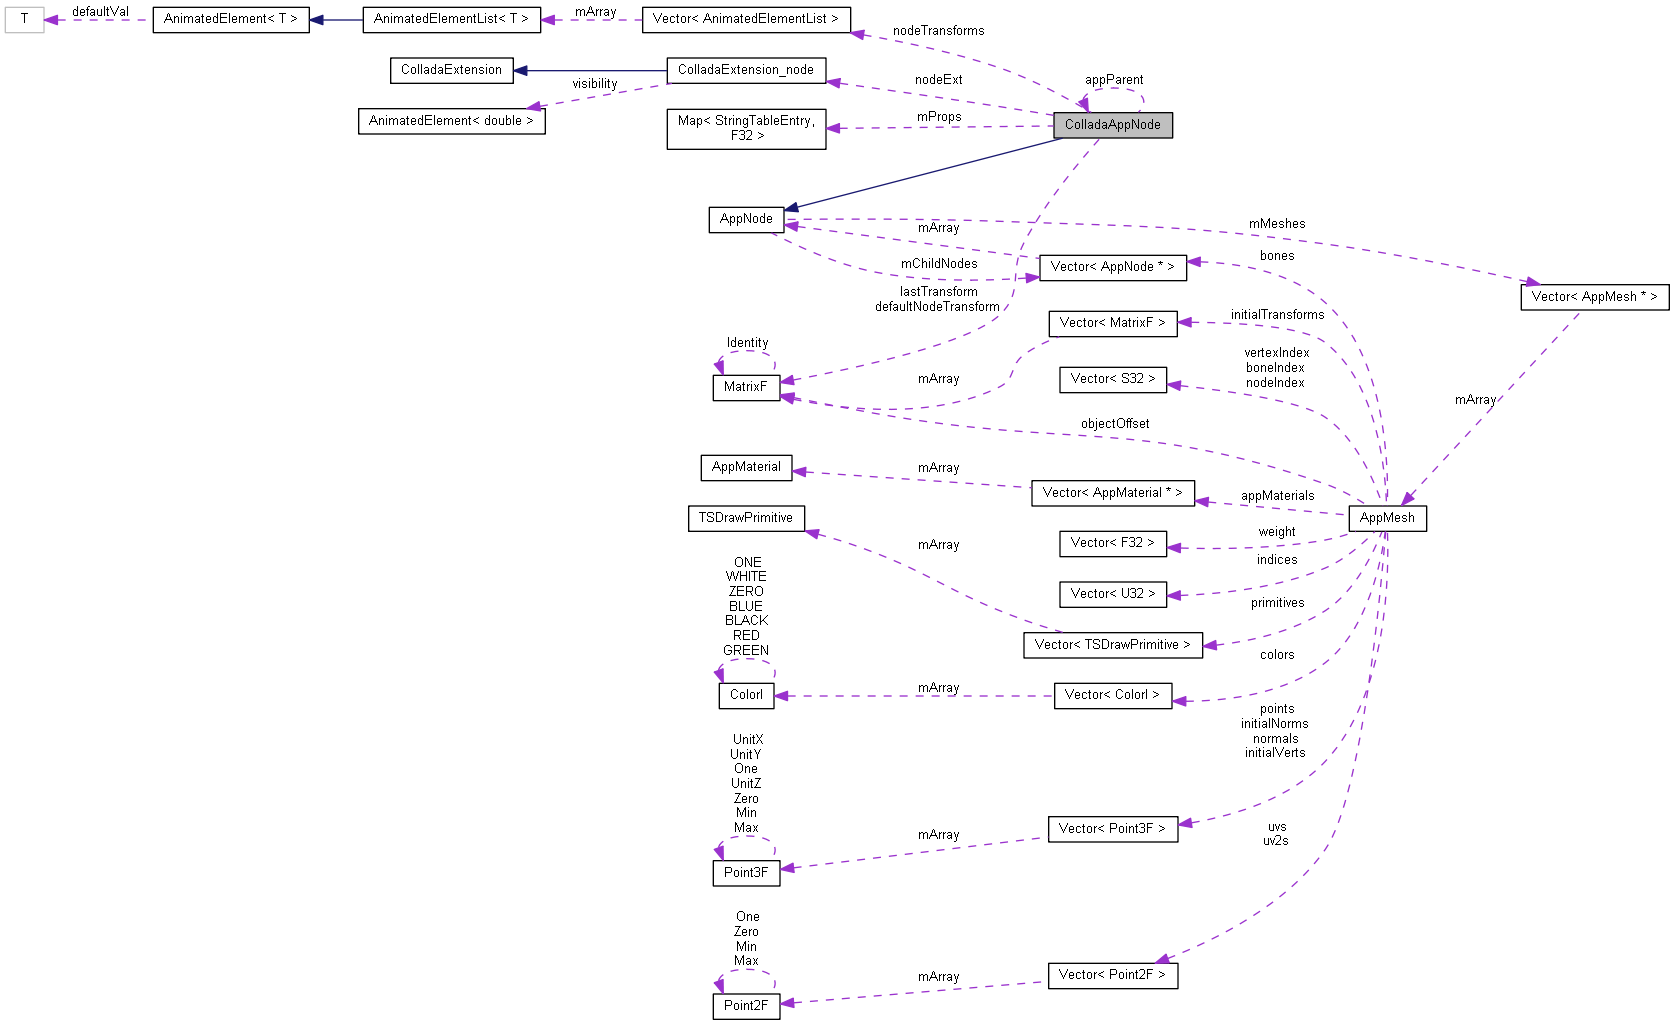 T
defaultVal
AnimatedElement< T >
AnimatedElementList< T >
mArray
Vector< AnimatedElementList >
nodeTransforms
ColladaExtension
ColladaExtension_node
nodeExt
appParent
visibility
AnimatedElement< double >
Map< StringTableEntry,
F32 >
mProps
ColladaAppNode
AppNode
mArray
mMeshes
mChildNodes
Vector< AppNode * >
bones
lastTransform
defaultNodeTransform
Vector< AppMesh * >
Vector< MatrixF >
initialTransforms
Identity
MatrixF
mArray
Vector< S32 >
vertexIndex
boneIndex
nodeIndex
mArray
objectOffset
AppMaterial
mArray
Vector< AppMaterial * >
appMaterials
AppMesh
TSDrawPrimitive
mArray
Vector< F32 >
weight
indices
ONE
WHITE
ZERO
BLUE
BLACK
RED
GREEN
Vector< U32 >
primitives
Vector< TSDrawPrimitive >
colors
ColorI
mArray
Vector< ColorI >
points
initialNorms
normals
initialVerts
UnitX
UnitY
One
UnitZ
Zero
Min
Max
mArray
Vector< Point3F >
uvs
uv2s
Point3F
One
Zero
Min
Max
mArray
Vector< Point2F >
Point2F